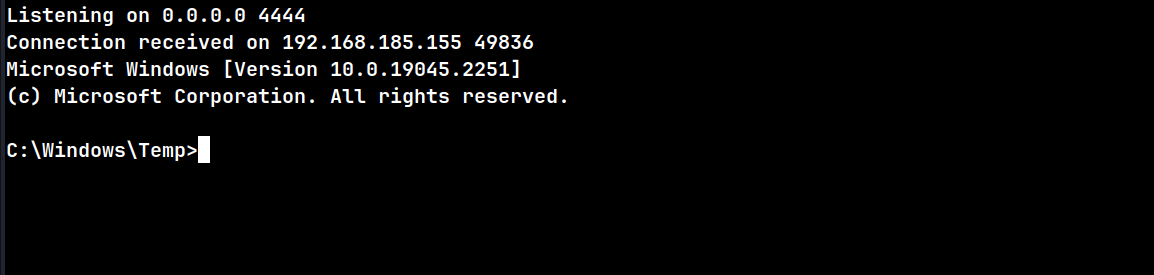 Listening on 0.0.0.0 4444
Connection received on 192.168.185.155 49836
Microsoft Windows [Version 10.0.19045.2251]
(c) Microsoft Corporation. All rights reserved.
C:\Windows\Temp>